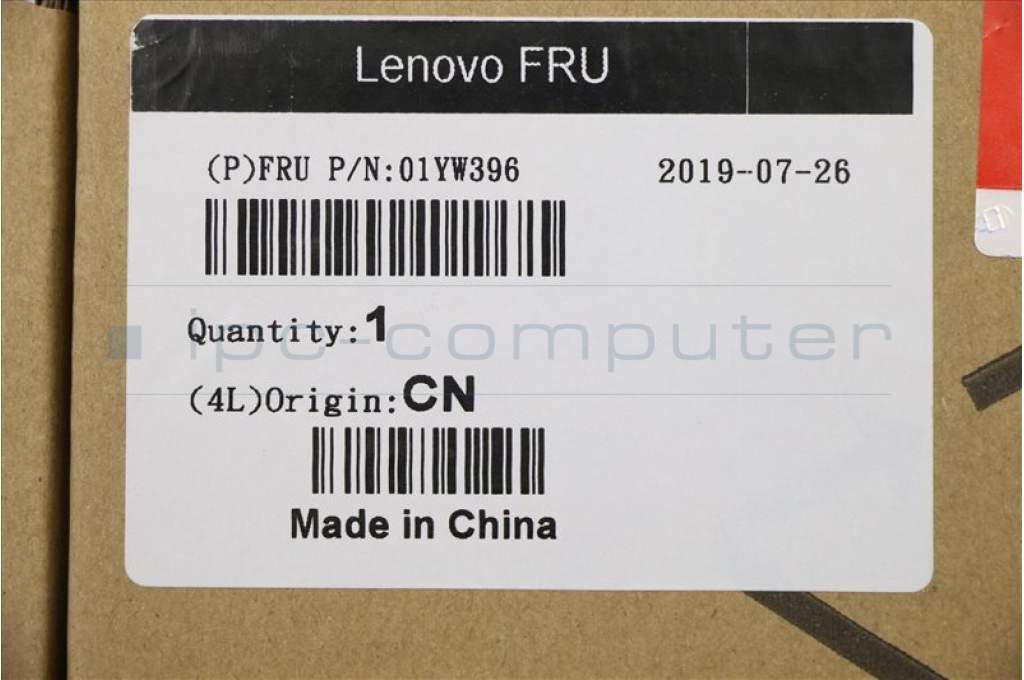 Lenovo FRU
(P)FRU P/N:01YW396 2019-07-26
Quantity:1
ipc-computer
(4L)Origin:CN
Made in China